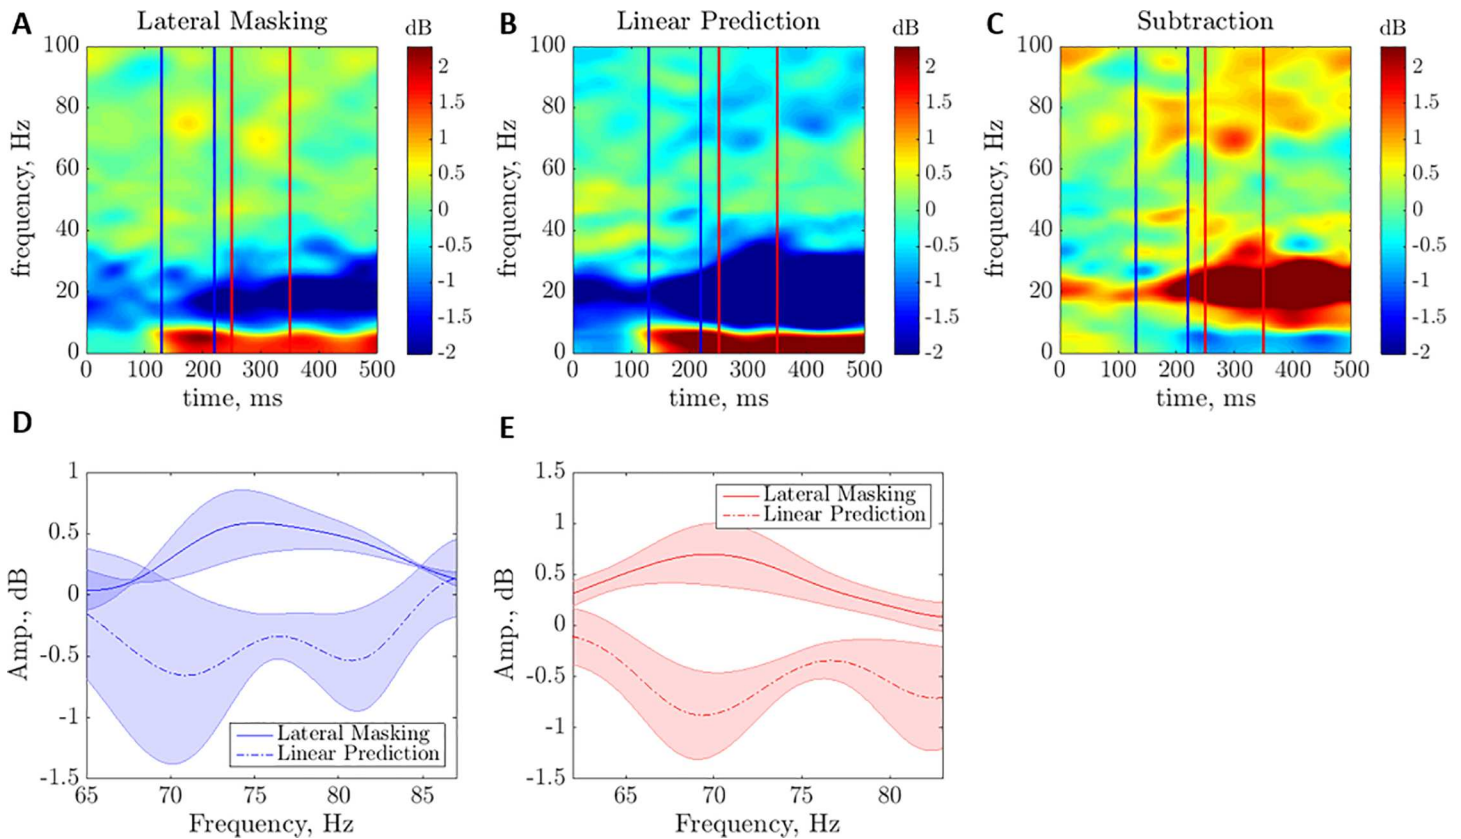 A Lateral Masking dB
100
80
60
40
20
0
frequency, Hz
0 100 200 300 400 500
time, ms
2
1.5
1
0.5
0
-0.5
-1
-1.5
-2
B Linear Prediction dB
100
80
60
40
20
0
frequency, Hz
0 100 200 300 400 500
time, ms
2
1.5
1
0.5
0
-0.5
-1
-1.5
-2
C Subtraction dB
100
80
60
40
20
0
frequency, Hz
0 100 200 300 400 500
time, ms
2
1.5
1
0.5
0
-0.5
-1
-1.5
-2
D
1
0.5
0
-0.5
-1
-1.5
Amp., dB
Lateral Masking
Linear Prediction
65 70 75 80 85
Frequency, Hz
E
1.5
1
0.5
0
-0.5
-1
-1.5
Amp., dB
Lateral Masking
Linear Prediction
65 70 75 80
Frequency, Hz